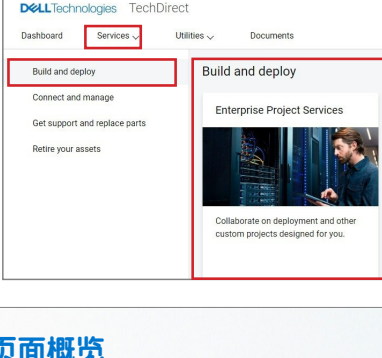 DELLTechnologies TechDirect
Dashboard Services Utilities Documents
Build and deploy
Connect and manage
Get support and replace parts
Retire your assets
Build and deploy
Enterprise Project Services
Collaborate on deployment and other
custom projects designed for you.
页面概览